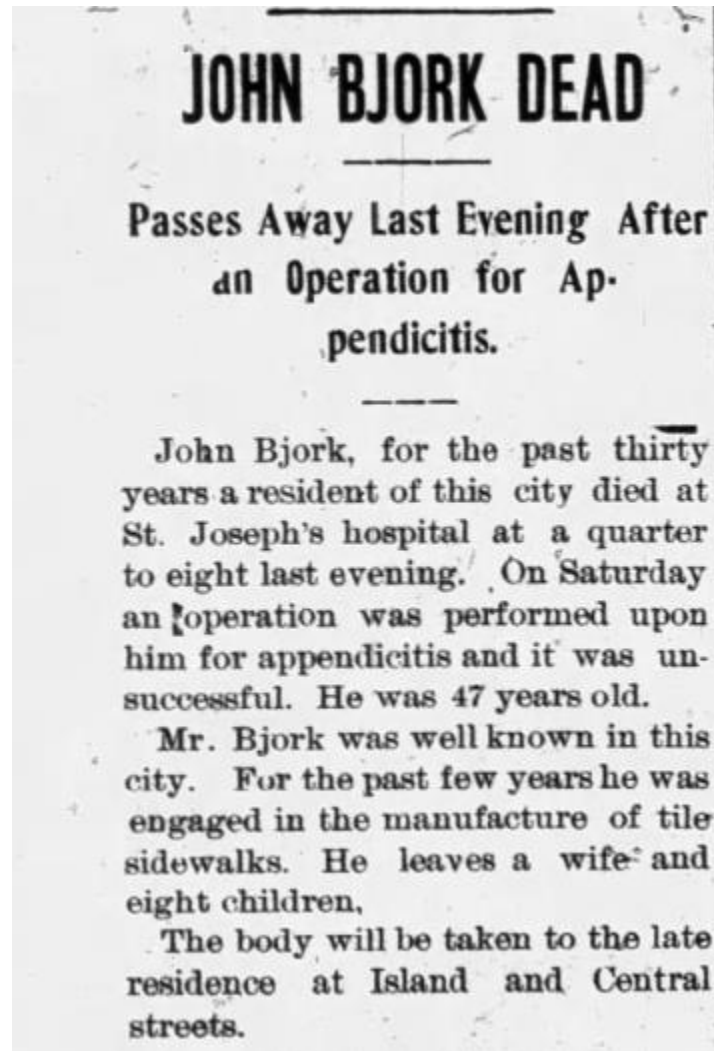 JOHN BJORK DEAD
Passes Away Last Evening After
an Operation for Ap-
pendicitis.
John Bjork, for the past thirty
years a resident of this city died at
St. Joseph's hospital at a quarter
to eight last evening. On Saturday
an operation was performed upon
him for appendicitis and it was un-
successful. He was 47 years old.
Mr. Bjork was well known in this
city. For the past few years he was
engaged in the manufacture of tile
sidewalks. He leaves a wife and
eight children,
The body will be taken to the late
residence at Island and Central
streets.